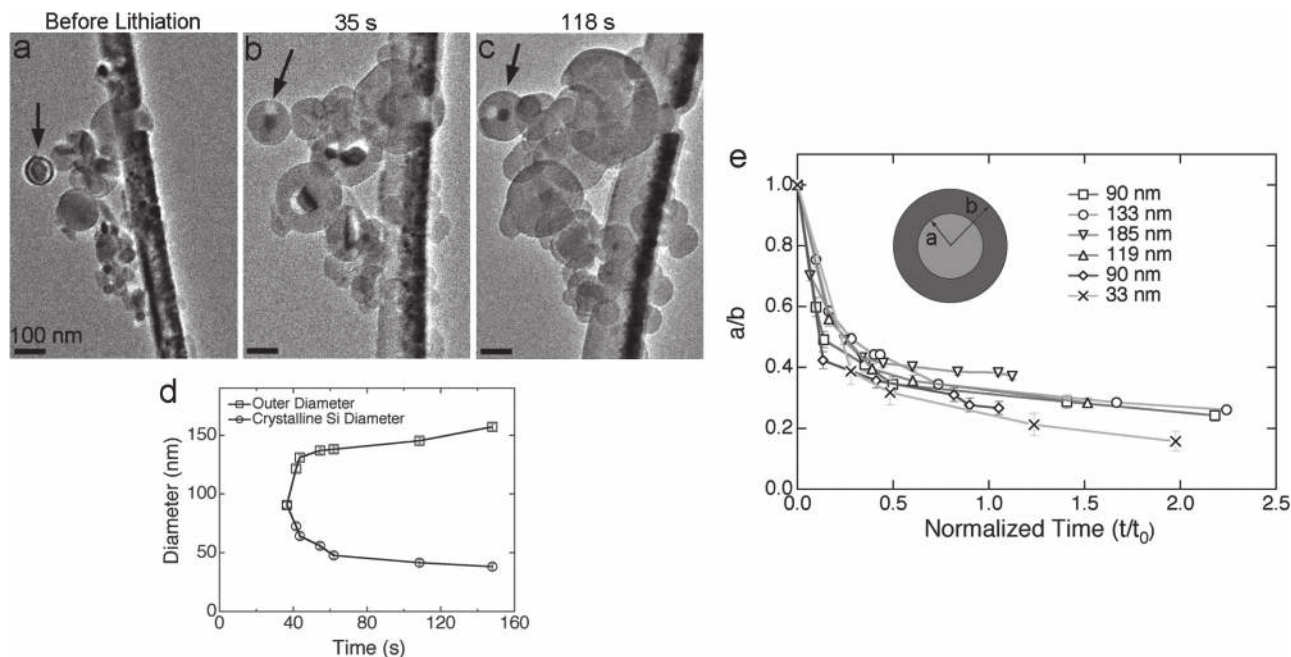 Before Lithiation
35 s
118 s
a
b
c
100 nm
d
Outer Diameter
Crystalline Si Diameter
150
100
50
0
0
40
80
120
160
Diameter (nm)
Time (s)
e
a
b
90 nm
133 nm
185 nm
119 nm
90 nm
33 nm
1.0
0.8
0.6
0.4
0.2
0.0
0.0
0.5
1.0
1.5
2.0
2.5
a/b
Normalized Time (t/t₀)